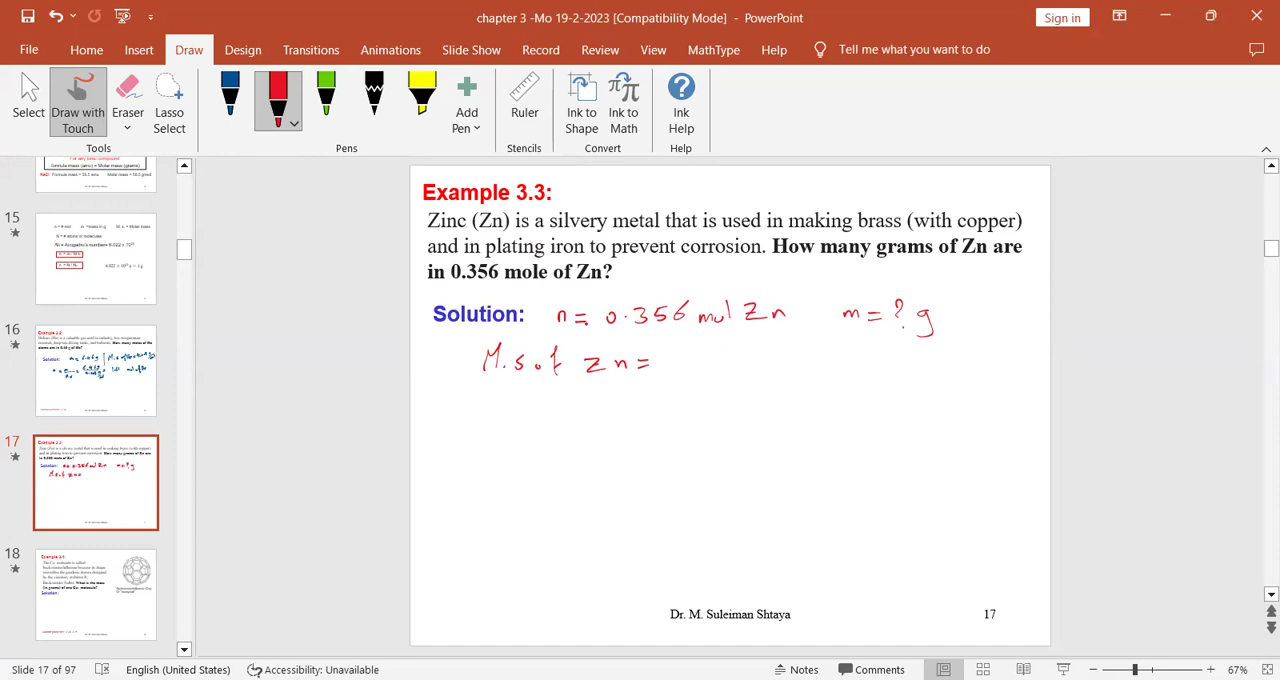 chapter 3 -Mo 19-2-2023 [Compatibility Mode] - PowerPoint
Sign in
File Home Insert Draw Design Transitions Animations Slide Show Record Review View MathType Help Tell me what you want to do
Select
Draw with Touch
Eraser
Lasso Select
Add Pen
Ruler
Ink to Shape
Ink to Math
Ink Help
Tools Pens Stencils Convert Help
15
16
17
18
Example 3.3:
Zinc (Zn) is a silvery metal that is used in making brass (with copper)
and in plating iron to prevent corrosion. How many grams of Zn are
in 0.356 mole of Zn?
Solution: n = 0.356 mol Zn m = ? g
M.s of Zn =
Dr. M. Suleiman Shtaya 17
Slide 17 of 97 English (United States) Accessibility: Unavailable Notes Comments 67%